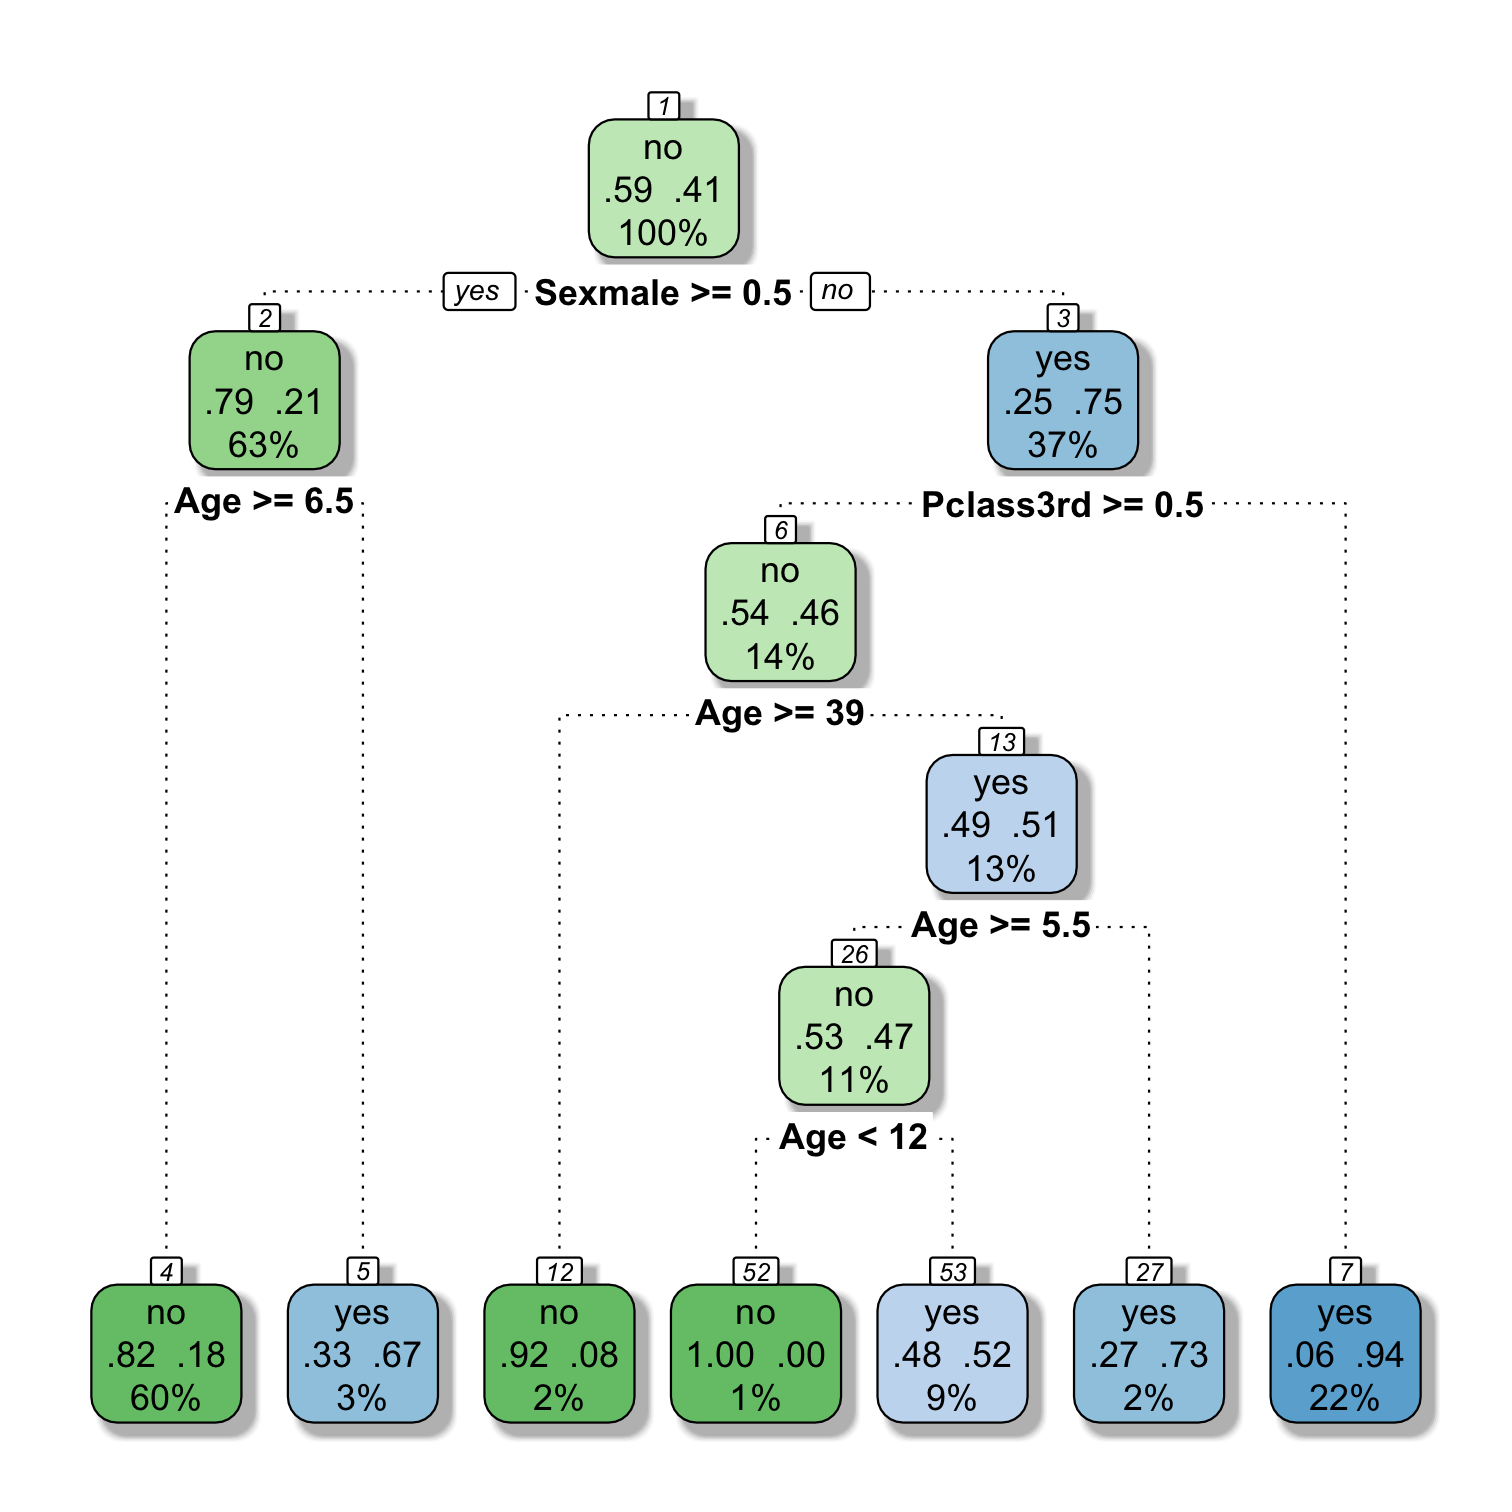 1
no
.59 .41
100%
yes Sexmale >= 0.5 no
2
no
.79 .21
63%
3
yes
.25 .75
37%
Age >= 6.5
Pclass3rd >= 0.5
6
no
.54 .46
14%
Age >= 39
13
yes
.49 .51
13%
Age >= 5.5
26
no
.53 .47
11%
Age < 12
4
no
.82 .18
60%
5
yes
.33 .67
3%
12
no
.92 .08
2%
52
no
1.00 .00
1%
53
yes
.48 .52
9%
27
yes
.27 .73
2%
7
yes
.06 .94
22%